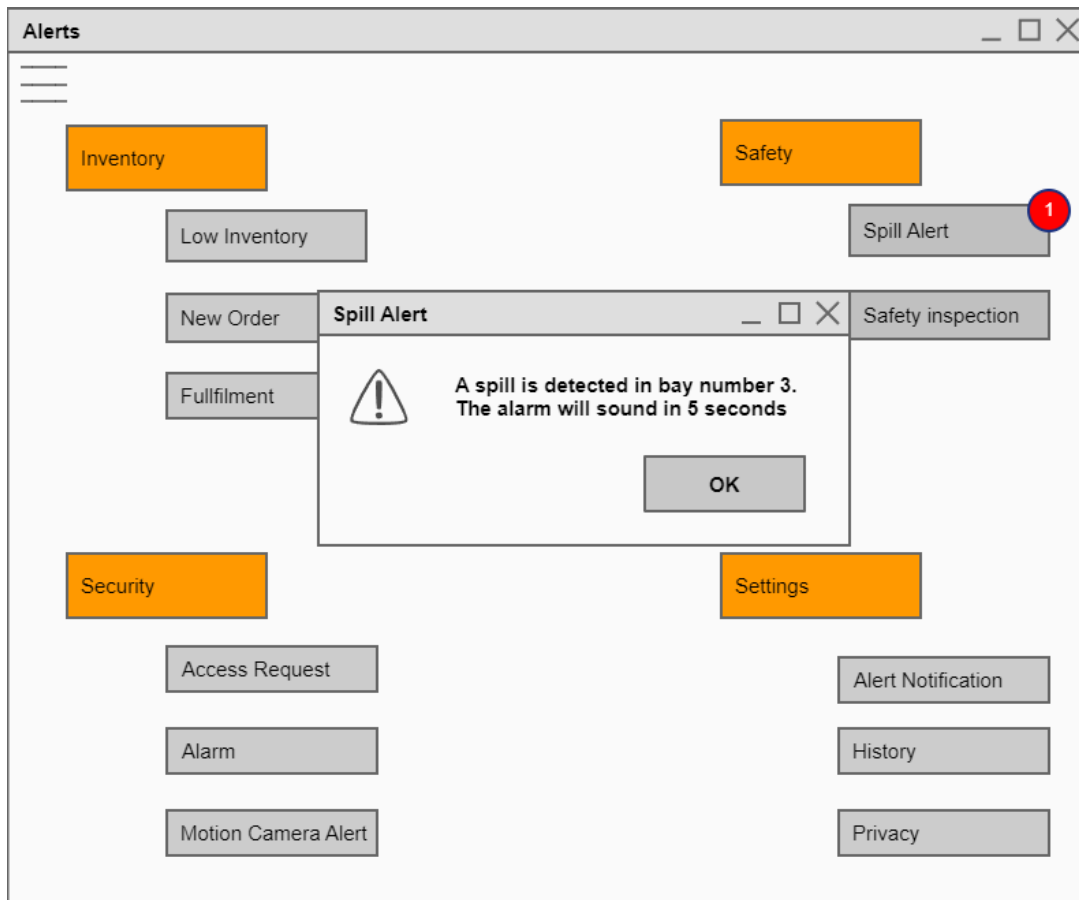 Alerts
Inventory
Low Inventory
New Order
Fullfilment
Safety
1
Spill Alert
Safety inspection
Spill Alert
A spill is detected in bay number 3.
The alarm will sound in 5 seconds
OK
Security
Access Request
Alarm
Motion Camera Alert
Settings
Alert Notification
History
Privacy